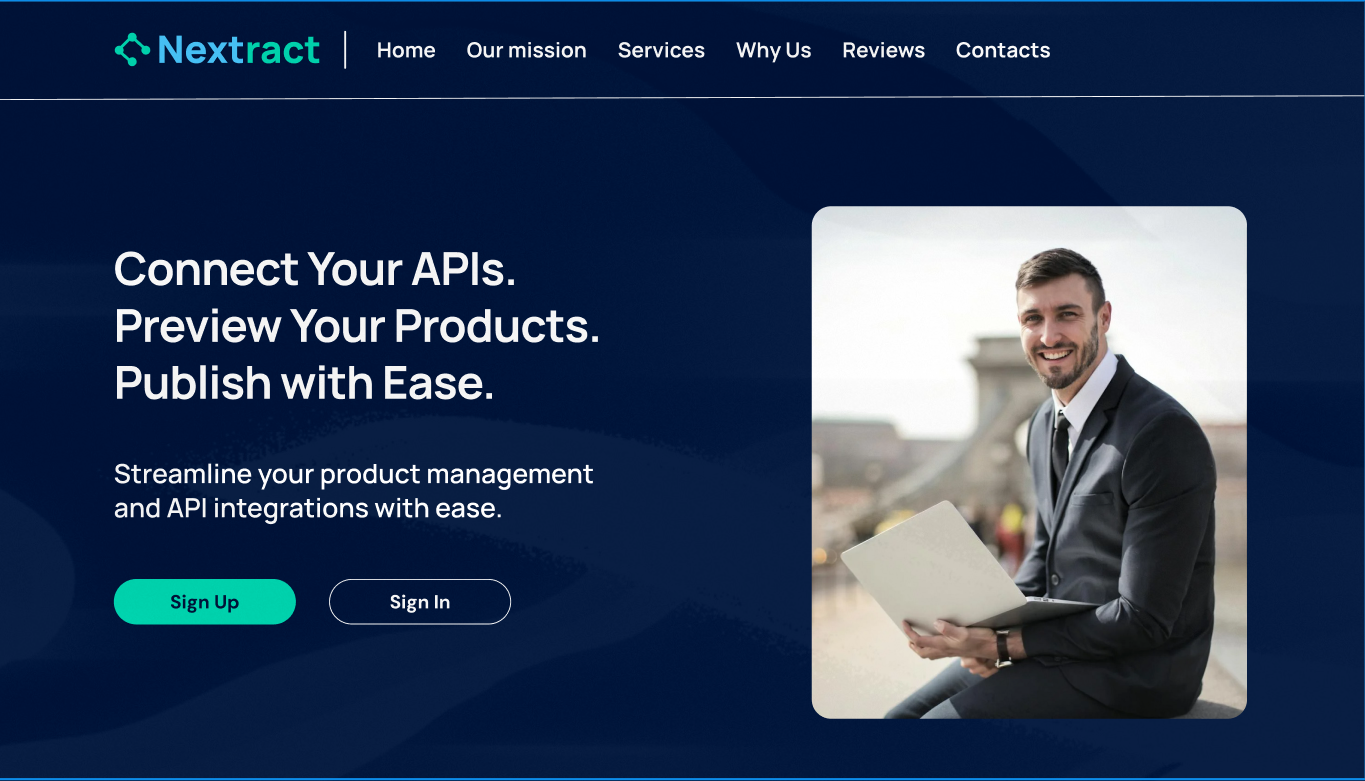 Nextract
Home Our mission Services Why Us Reviews Contacts
Connect Your APIs.
Preview Your Products.
Publish with Ease.
Streamline your product management
and API integrations with ease.
Sign Up Sign In